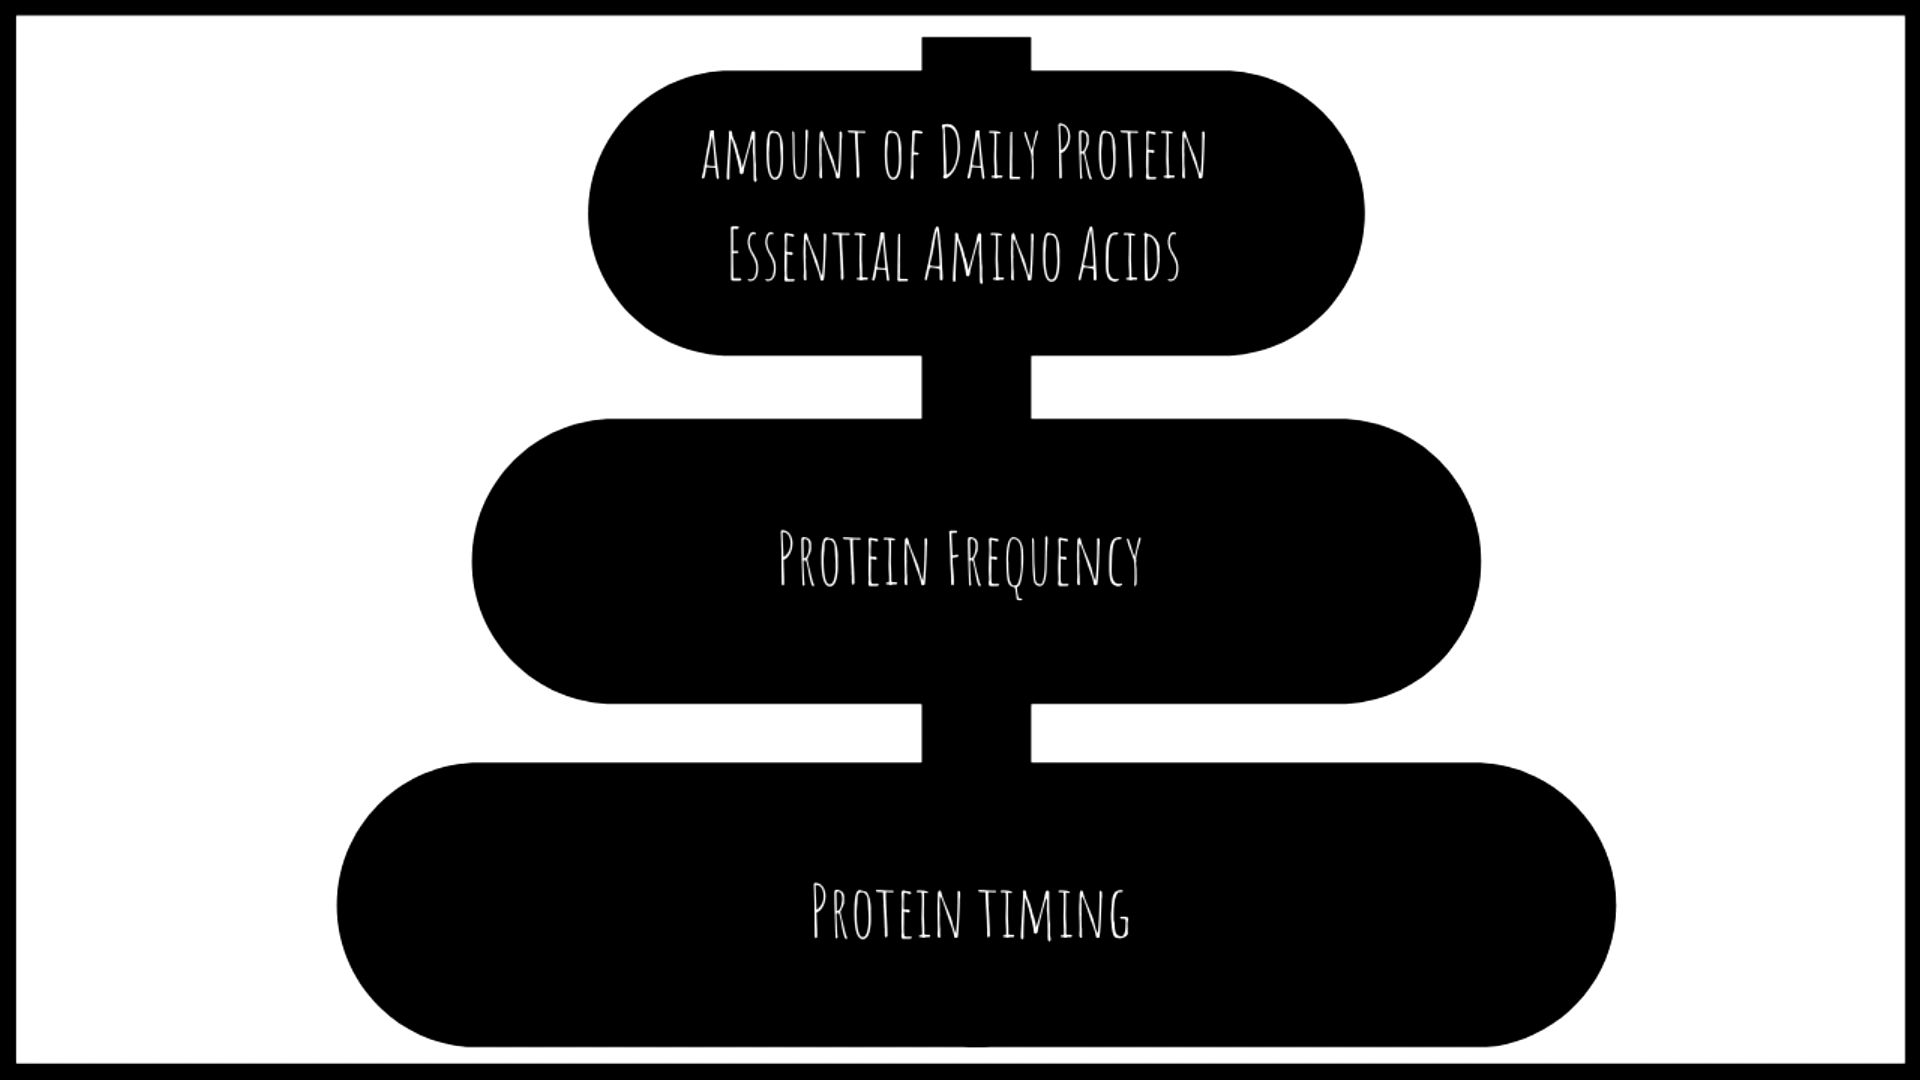 amount of Daily Protein
Essential Amino Acids
Protein Frequency
Protein timing